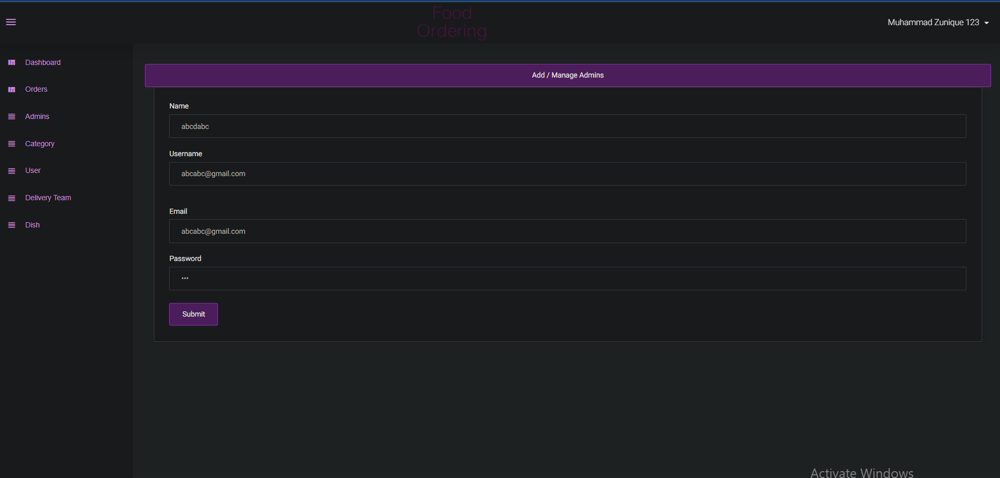 Food
Ordering
Muhammad Zunique 123
Dashboard
Orders
Admins
Category
User
Delivery Team
Dish
Add / Manage Admins
Name
abcdabc
Username
abcabc@gmail.com
Email
abcabc@gmail.com
Password
•••
Submit
Activate Windows